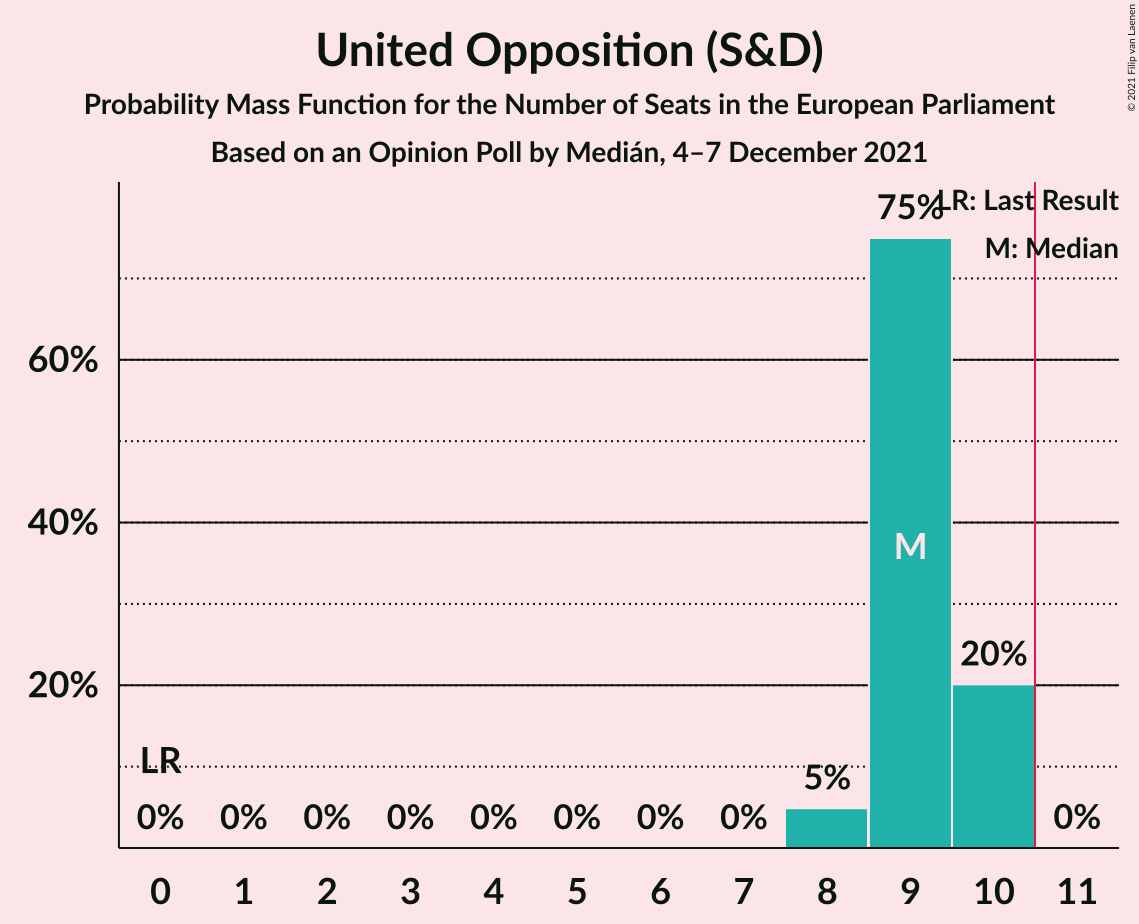 United Opposition (S&D)
Probability Mass Function for the Number of Seats in the European Parliament
Based on an Opinion Poll by Medián, 4–7 December 2021
© 2021 Filip van Laenen
LR: Last Result
M: Median
75%
60%
40%
M
20%
20%
LR
5%
0% 0% 0% 0% 0% 0% 0% 0% 0%
0 1 2 3 4 5 6 7 8 9 10 11